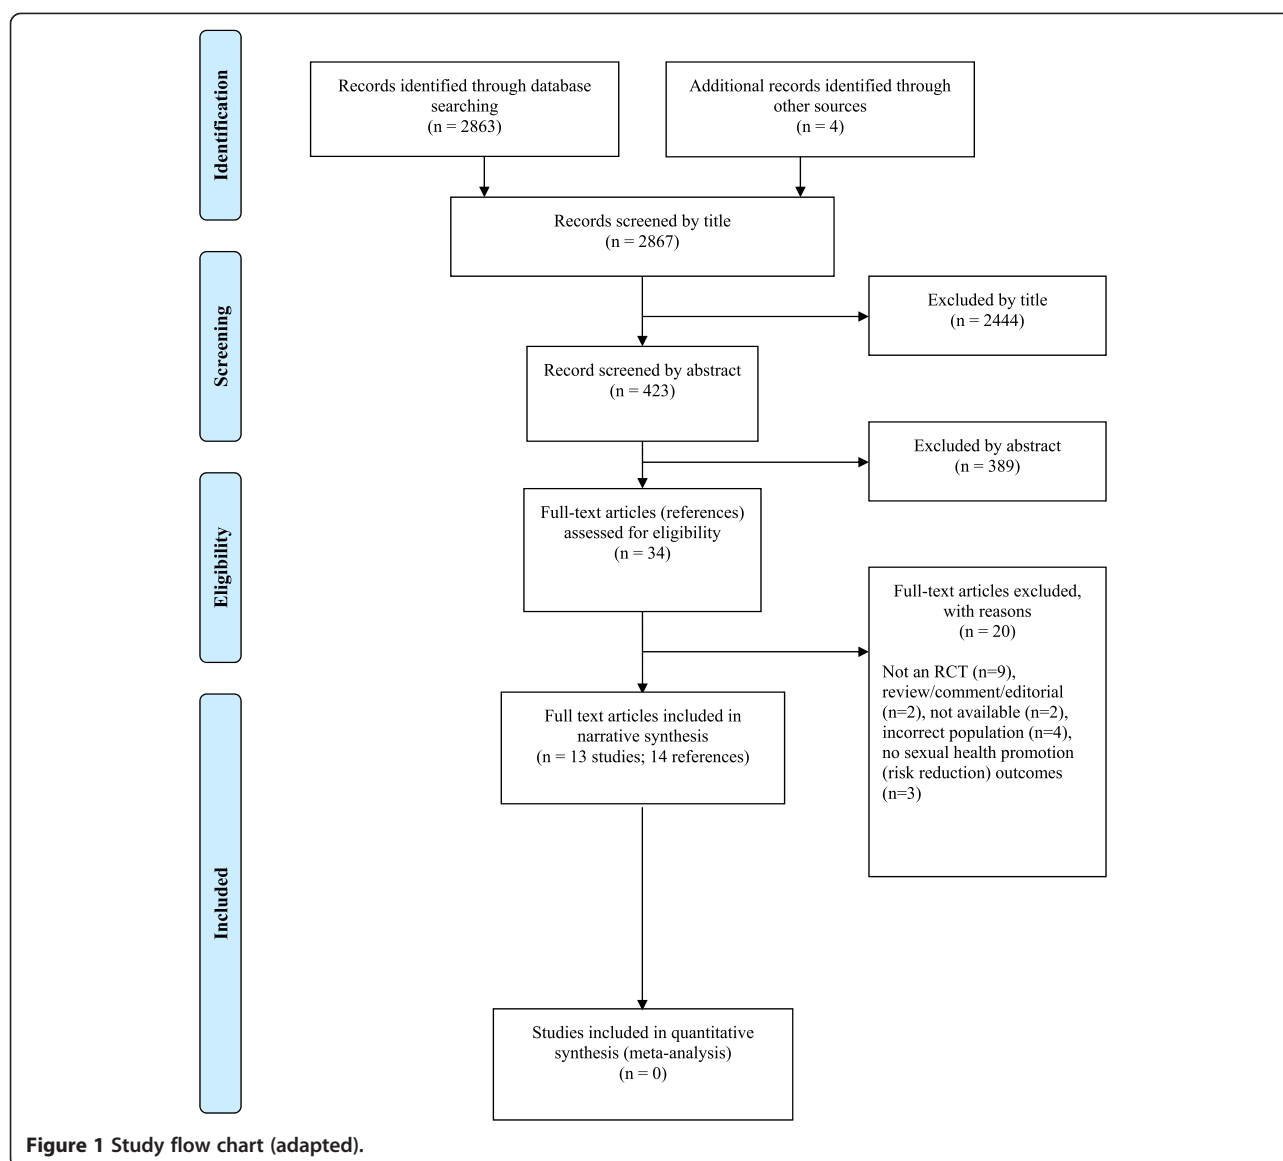 Identification
Records identified through database
searching
(n = 2863)
Additional records identified through
other sources
(n = 4)
Records screened by title
(n = 2867)
Screening
Excluded by title
(n = 2444)
Record screened by abstract
(n = 423)
Excluded by abstract
(n = 389)
Eligibility
Full-text articles (references)
assessed for eligibility
(n = 34)
Full-text articles excluded,
with reasons
(n = 20)
Not an RCT (n=9),
review/comment/editorial
(n=2), not available (n=2),
incorrect population (n=4),
no sexual health promotion
(risk reduction) outcomes
(n=3)
Included
Full text articles included in
narrative synthesis
(n = 13 studies; 14 references)
Studies included in quantitative
synthesis (meta-analysis)
(n = 0)
Figure 1 Study flow chart (adapted).